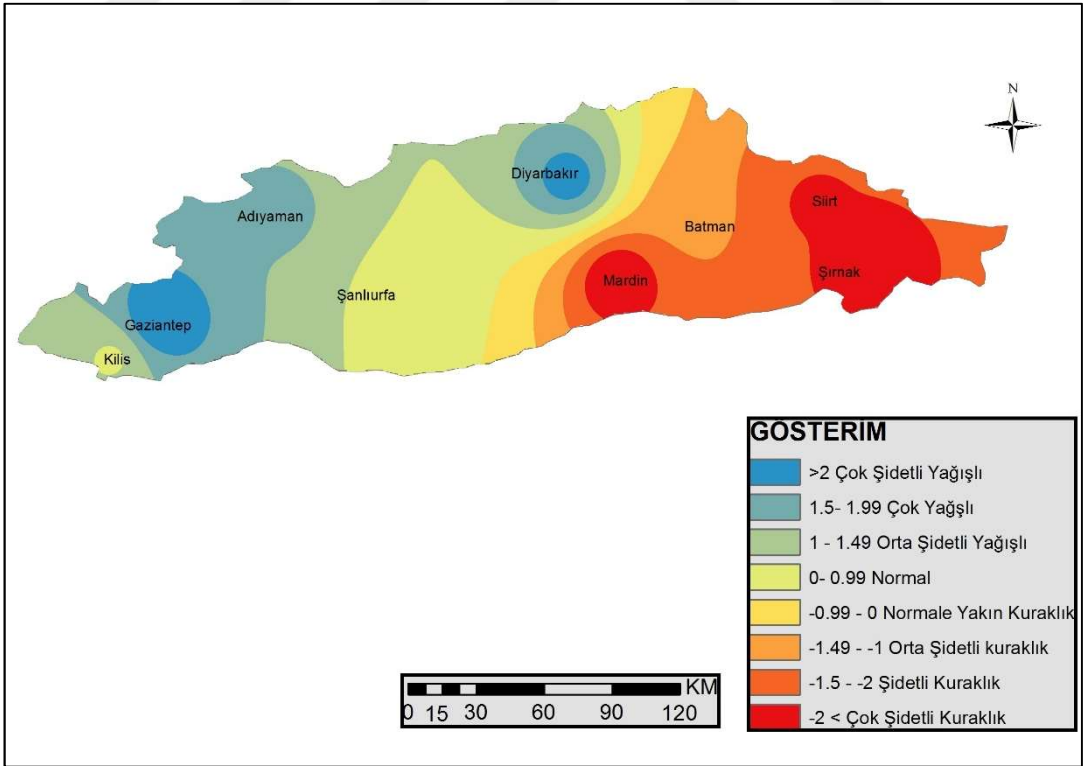 N
Diyarbakır
Siirt
Adıyaman
Batman
Mardin
Şırnak
Şanlıurfa
Gaziantep
Kilis
GÖSTERİM
>2 Çok Şidetli Yağışlı
1.5- 1.99 Çok Yağşlı
1 - 1.49 Orta Şidetli Yağışlı
0- 0.99 Normal
-0.99 - 0 Normale Yakın Kuraklık
-1.49 - -1 Orta Şidetli kuraklık
-1.5 - -2 Şidetli Kuraklık
-2 < Çok Şidetli Kuraklık
KM
0 15 30 60 90 120